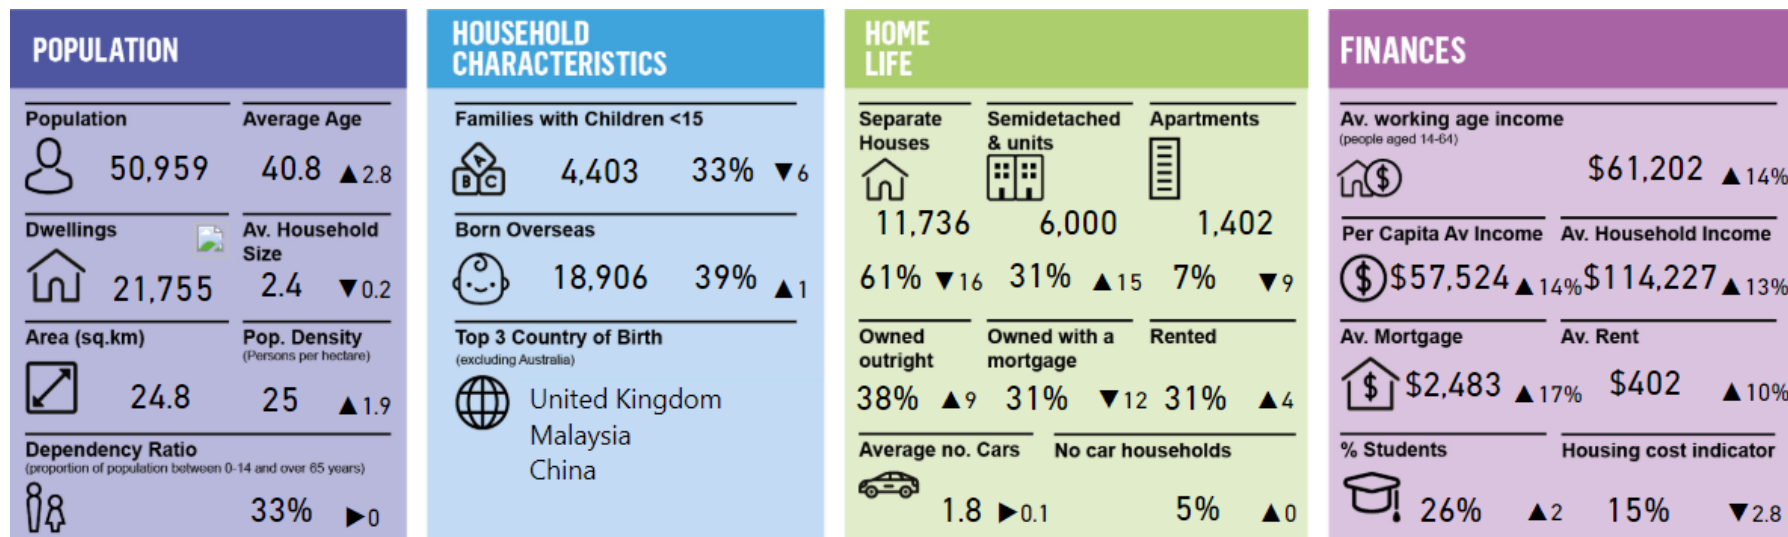 POPULATION
Population
50,959
Average Age
40.8 ▲2.8
Dwellings
21,755
Av. Household
Size
2.4 ▼0.2
Area (sq.km)
24.8
Pop. Density
(Persons per hectare)
25 ▲1.9
Dependency Ratio
(proportion of population between 0-14 and over 65 years)
33% ▶0
HOUSEHOLD
CHARACTERISTICS
Families with Children <15
A
B C
4,403 33% ▼6
Born Overseas
18,906 39% ▲1
Top 3 Country of Birth
(excluding Australia)
United Kingdom
Malaysia
China
HOME
LIFE
Separate
Houses
11,736
61% ▼16
Semidetached
& units
6,000
31% ▲15
Apartments
1,402
7% ▼9
Owned
outright
38% ▲9
Owned with a
mortgage
31% ▼12
Rented
31% ▲4
Average no. Cars
1.8 ▶0.1
No car households
5% ▲0
FINANCES
Av. working age income
(people aged 14-64)
$
$61,202 ▲14%
Per Capita Av Income
$
$57,524 ▲14%
Av. Household Income
$114,227 ▲13%
Av. Mortgage
$
$2,483 ▲17%
Av. Rent
$402 ▲10%
% Students
26% ▲2
Housing cost indicator
15% ▼2.8